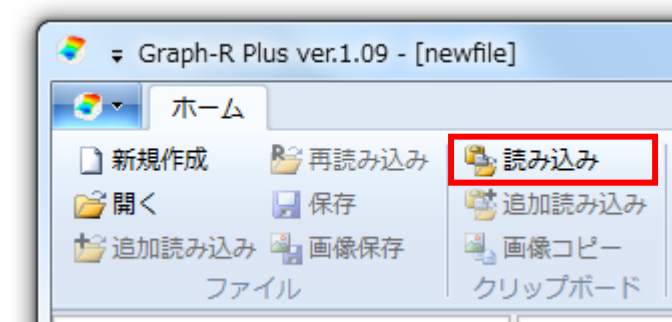 Graph-R Plus ver.1.09 - [newfile]
ホーム
新規作成 再読み込み 読み込み
開く 保存 追加読み込み
追加読み込み 画像保存 画像コピー
ファイル クリップボード